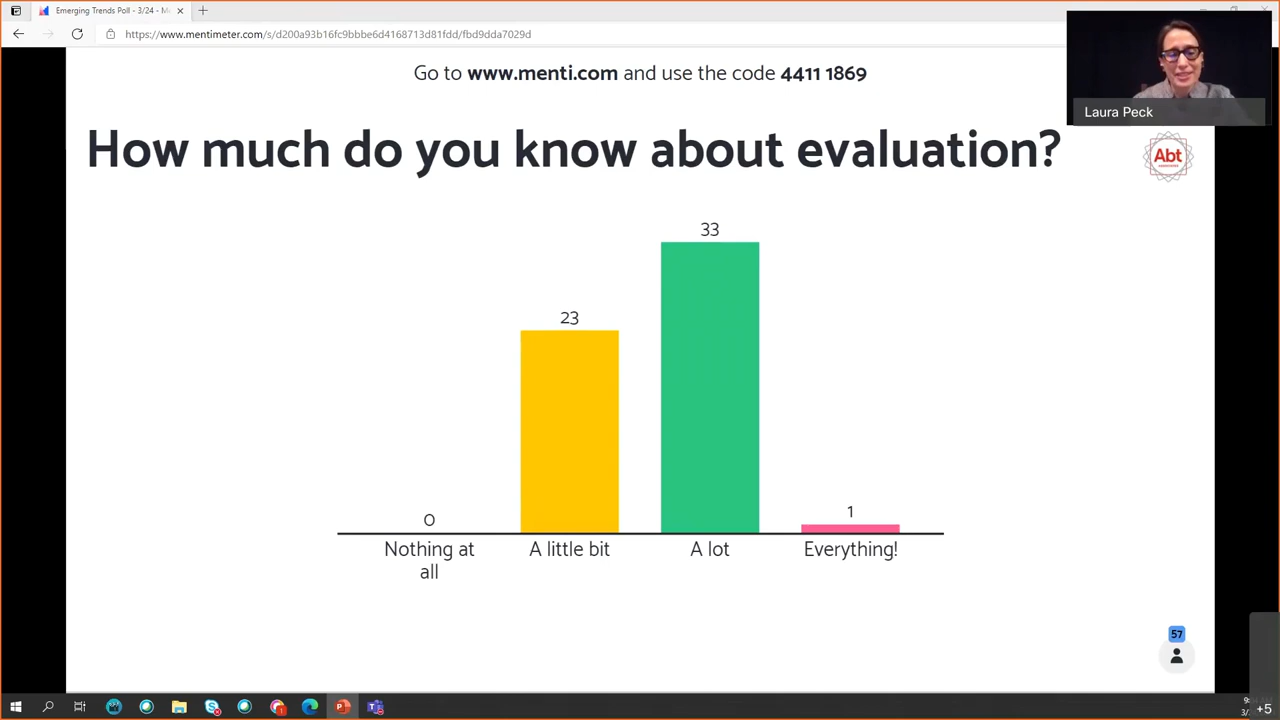 Emerging Trends Poll - 3/24 - M
https://www.mentimeter.com/s/d200a93b16fc9bbbe6d4168713d81fdd/fbd9dda7029d
Go to www.menti.com and use the code 4411 1869
Laura Peck
How much do you know about evaluation?
Abt
ASSOCIATES
33
23
1
0
Nothing at all
A little bit
A lot
Everything!
57
+5